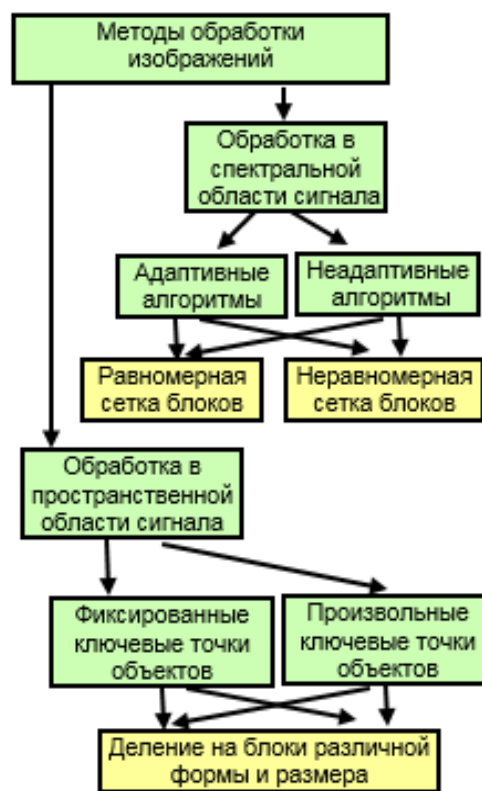 Методы обработки
изображений
Обработка в
спектральной
области сигнала
Адаптивные
алгоритмы
Неадаптивные
алгоритмы
Равномерная
сетка блоков
Неравномерная
сетка блоков
Обработка в
пространственной
области сигнала
Фиксированные
ключевые точки
объектов
Произвольные
ключевые точки
объектов
Деление на блоки различной
формы и размера